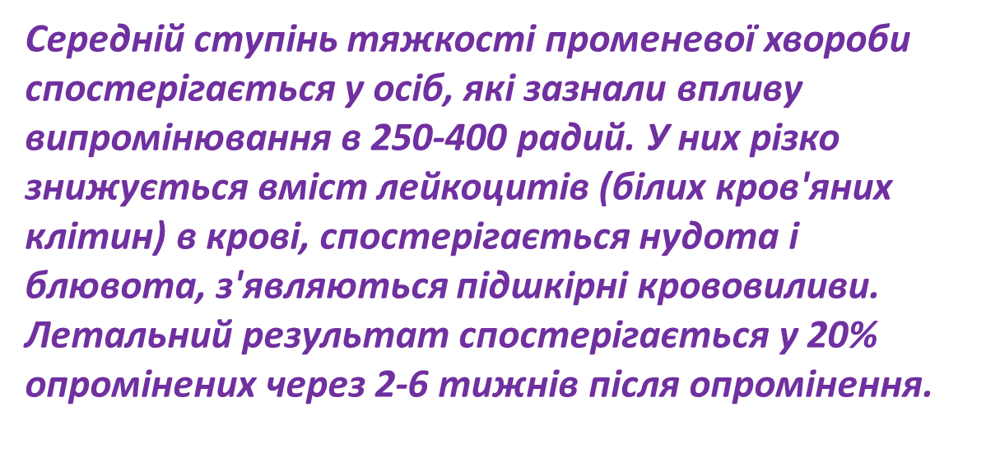 Середній ступінь тяжкості променевої хвороби
спостерігається у осіб, які зазнали впливу
випромінювання в 250-400 радий. У них різко
знижується вміст лейкоцитів (білих кров'яних
клітин) в крові, спостерігається нудота і
блювота, з'являються підшкірні крововиливи.
Летальний результат спостерігається у 20%
опромінених через 2-6 тижнів після опромінення.